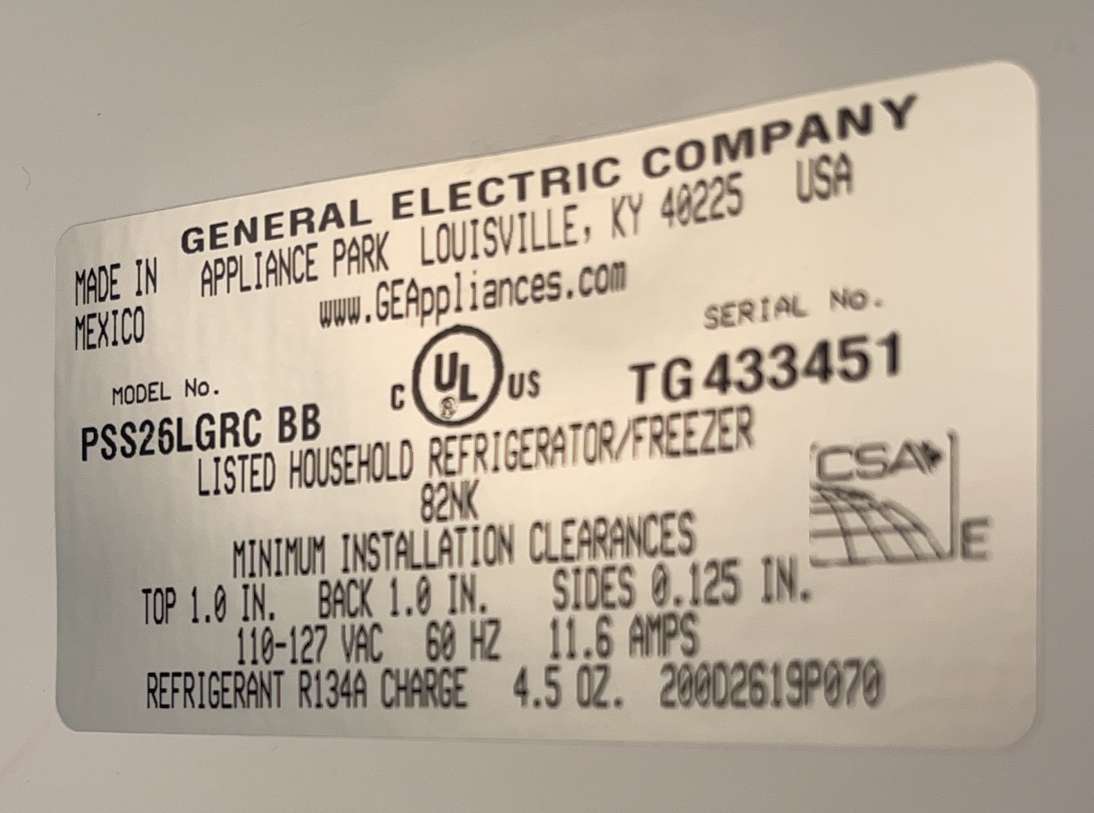 GENERAL ELECTRIC COMPANY
MADE IN APPLIANCE PARK LOUISVILLE, KY 40225 USA
MEXICO www.GEAppliances.com
MODEL No. C UL ® US SERIAL No.
PSS26LGRC BB TG433451
LISTED HOUSEHOLD REFRIGERATOR/FREEZER
82NK
CSA E
MINIMUM INSTALLATION CLEARANCES
TOP 1.0 IN. BACK 1.0 IN. SIDES 0.125 IN.
110-127 VAC 60 HZ 11.6 AMPS
REFRIGERANT R134A CHARGE 4.5 OZ. 200D2619P070